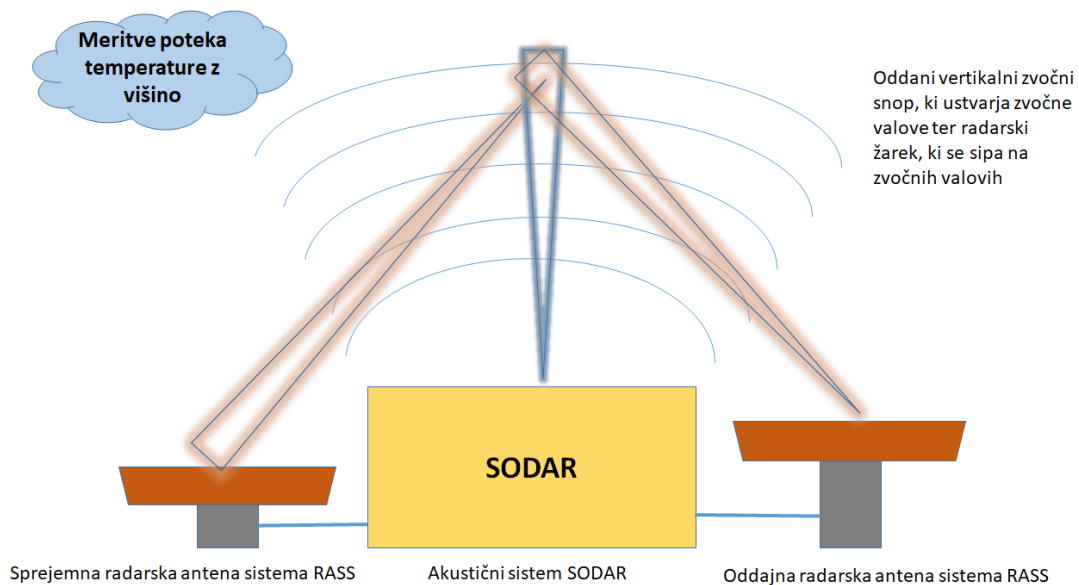 Meritve poteka
temperature z
višino
Oddani vertikalni zvočni
snop, ki ustvarja zvočne
valove ter radarski
žarek, ki se sipa na
zvočnih valovih
SODAR
Sprejemna radarska antena sistema RASS
Akustični sistem SODAR
Oddajna radarska antena sistema RASS